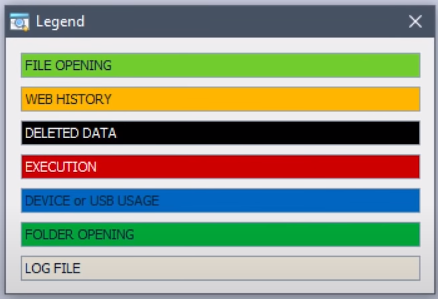 Legend
FILE OPENING
WEB HISTORY
DELETED DATA
EXECUTION
DEVICE or USB USAGE
FOLDER OPENING
LOG FILE